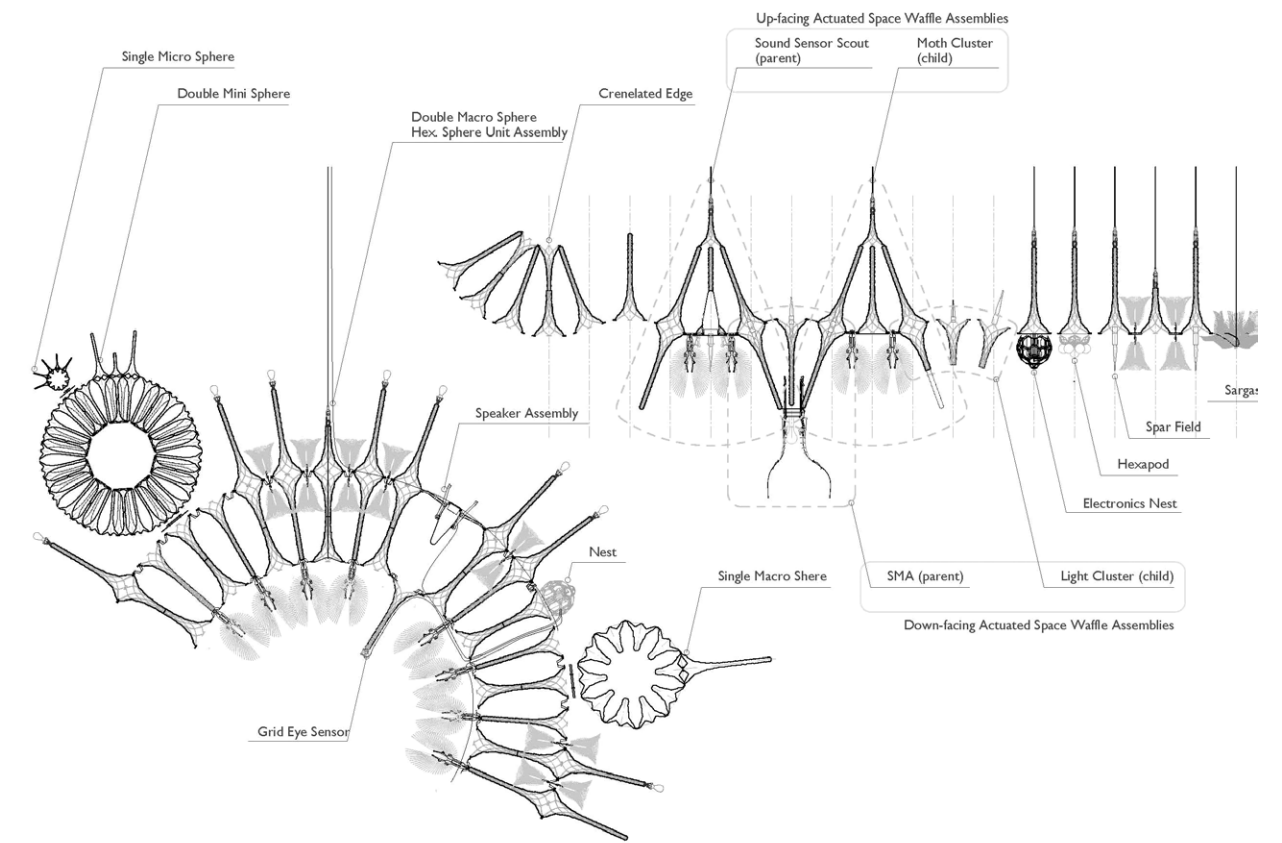 Up-facing Actuated Space Waffle Assemblies
Sound Sensor Scout
(parent)
Moth Cluster
(child)
Single Micro Sphere
Double Mini Sphere
Crenelated Edge
Double Macro Sphere
Hex. Sphere Unit Assembly
Sargas
Speaker Assembly
Spar Field
Hexapod
Electronics Nest
Nest
Single Macro Shere
SMA (parent)
Light Cluster (child)
Down-facing Actuated Space Waffle Assemblies
Grid Eye Sensor